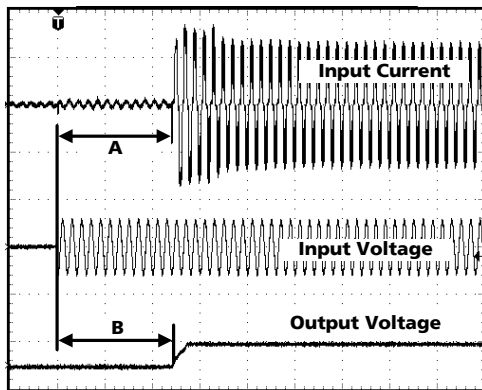 T
Input Current
A
Input Voltage
B
Output Voltage